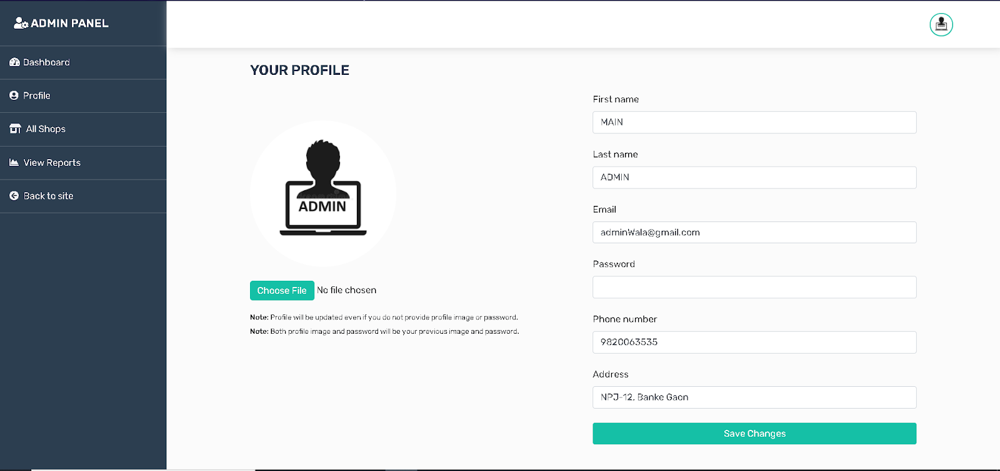 ADMIN PANEL
Dashboard
Profile
All Shops
View Reports
Back to site
YOUR PROFILE
ADMIN
Choose File No file chosen
Note: Profile will be updated even if you do not provide profile image or password.
Note: Both profile image and password will be your previous image and password.
First name
MAIN
Last name
ADMIN
Email
adminWala@gmail.com
Password
Phone number
9820063535
Address
NPJ-12, Banke Gaon
Save Changes